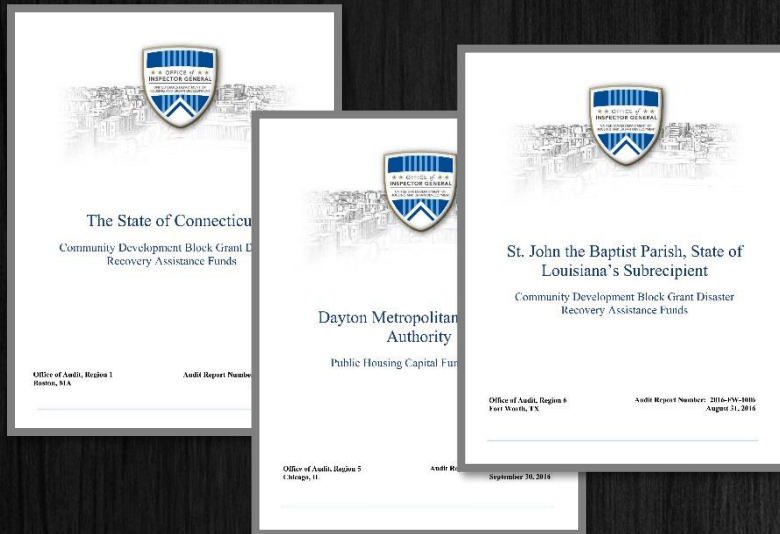 OFFICE of
INSPECTOR GENERAL
The State of Connecticu
Community Development Block Grant D
Recovery Assistance Funds
Office of Audit, Region 1
Boston, MA
Audit Report Numbe
OFFICE of
INSPECTOR GENERAL
Dayton Metropolitan
Authority
Public Housing Capital Fun
Office of Audit, Region 5
Chicago, IL
Audit Re
September 30, 2016
OFFICE of
INSPECTOR GENERAL
St. John the Baptist Parish, State of
Louisiana's Subrecipient
Community Development Block Grant Disaster
Recovery Assistance Funds
Office of Audit, Region 6
Fort Worth, TX
Audit Report Number: 2016-FW-1006
August 31, 2016